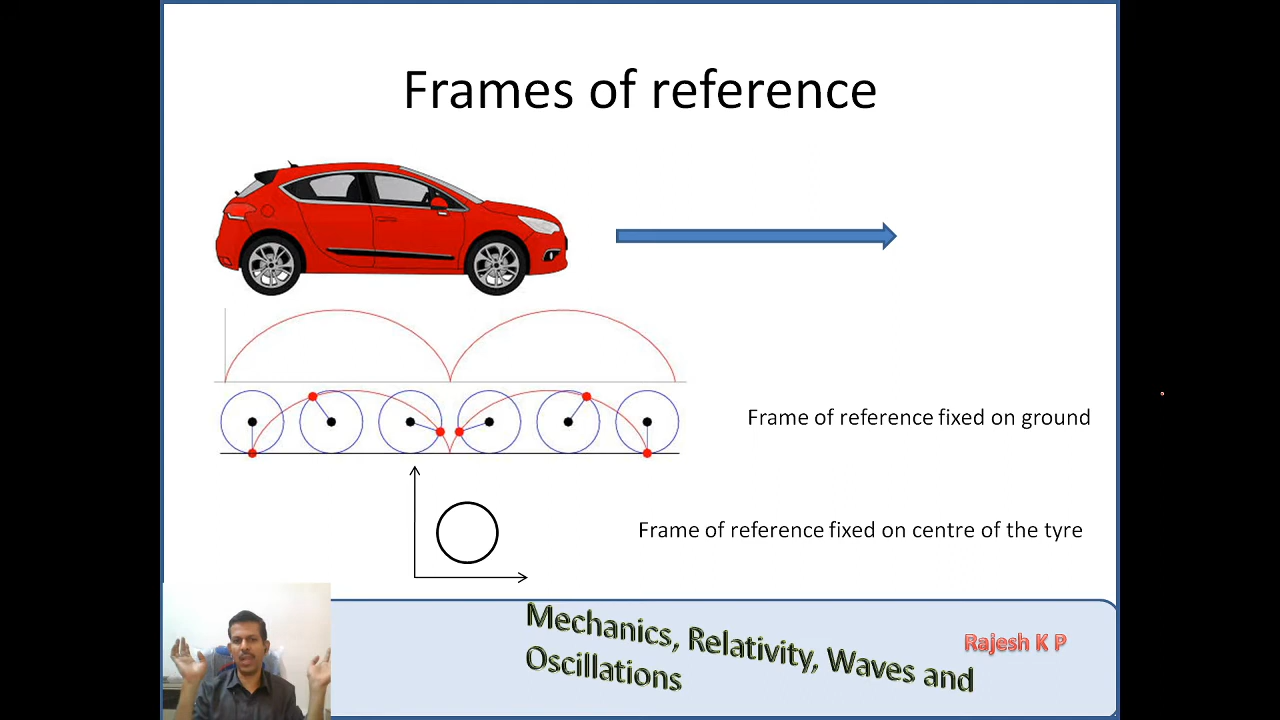 Frames of reference
Frame of reference fixed on ground
Frame of reference fixed on centre of the tyre
Mechanics, Relativity, Waves and
Oscillations
Rajesh K P